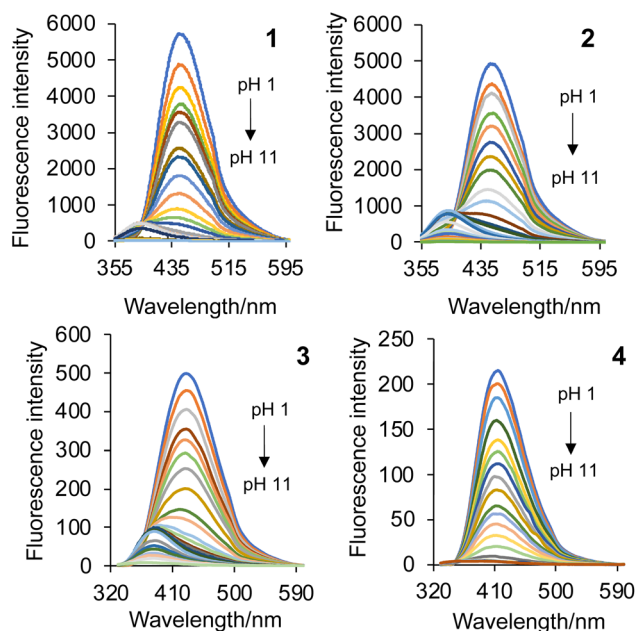 6000
5000
4000
3000
2000
1000
0
Fluorescence intensity
1
pH 1
pH 11
355
435
515
595
Wavelength/nm
6000
5000
4000
3000
2000
1000
0
Fluorescence intensity
2
pH 1
pH 11
355
435
515
595
Wavelength/nm
600
500
400
300
200
100
0
Fluorescence intensity
3
pH 1
pH 11
320
410
500
590
Wavelength/nm
250
200
150
100
50
0
Fluorescence intensity
4
pH 1
pH 11
320
410
500
590
Wavelength/nm